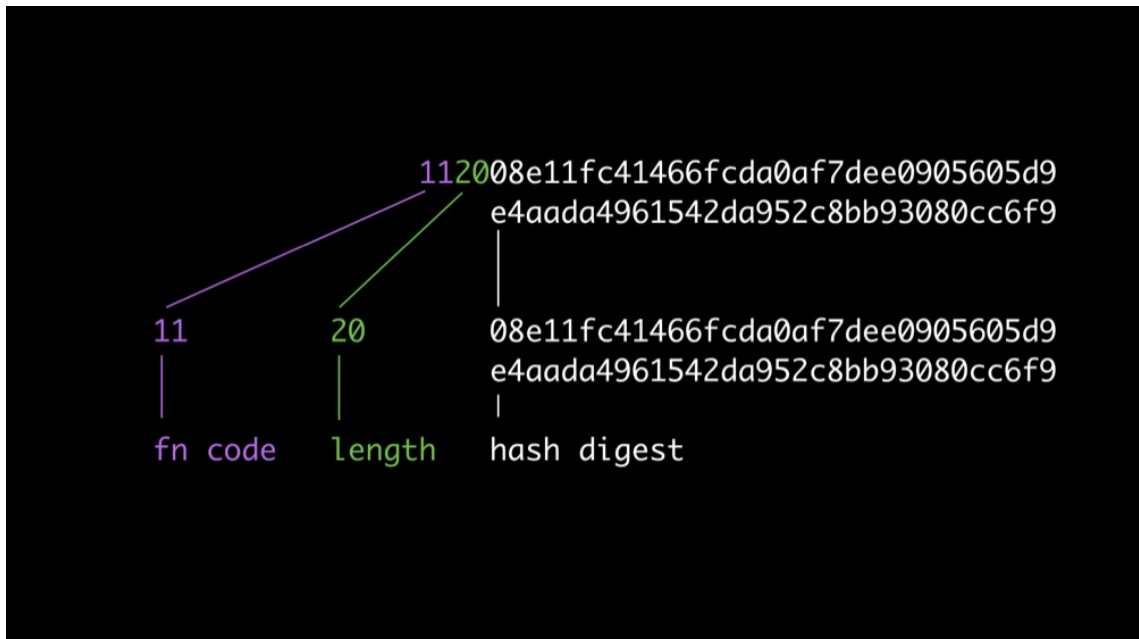 112008e11fc41466fcda0af7dee0905605d9
e4aada4961542da952c8bb93080cc6f9
11 20 08e11fc41466fcda0af7dee0905605d9
e4aada4961542da952c8bb93080cc6f9
fn code length hash digest